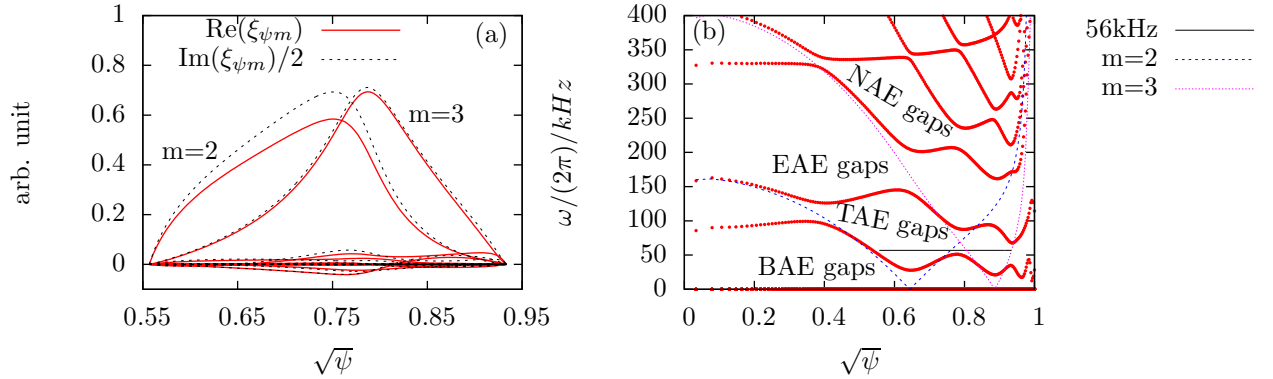 arb. unit
1
0.8
0.6
0.4
0.2
0
0.55
0.65
0.75
0.85
0.95
√ψ
Re(ξψm)
Im(ξψm)/2
(a)
m=2
m=3
ω/(2π)/kHz
400
350
300
250
200
150
100
50
0
0
0.2
0.4
0.6
0.8
1
√ψ
(b)
NAE gaps
EAE gaps
TAE gaps
BAE gaps
56kHz
m=2
m=3